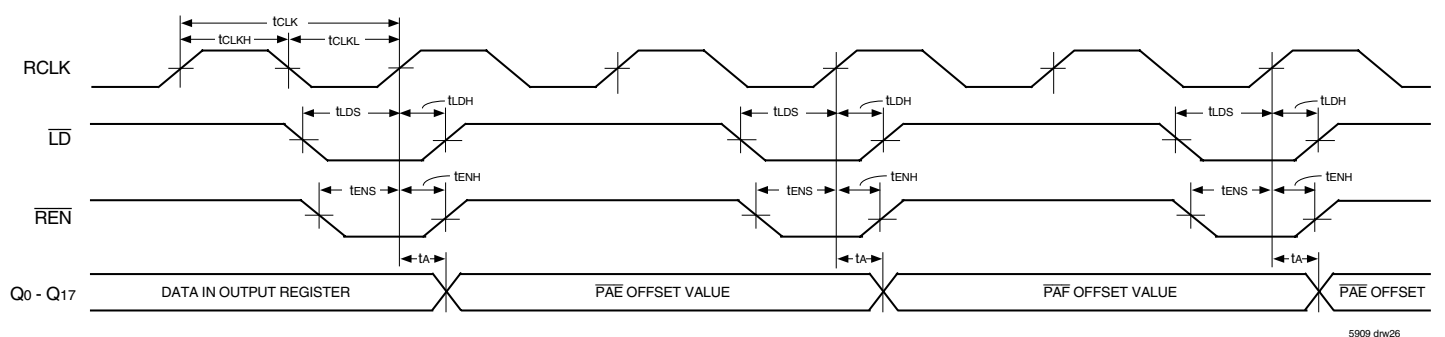 tCLK
tCLKH
tCLKL
RCLK
tLDS
tLDH
tLDS
tLDH
tLDS
tLDH
LD
tENS
tENH
tENS
tENH
tENS
tENH
REN
tA
tA
tA
Q0 - Q17
DATA IN OUTPUT REGISTER
PAE OFFSET VALUE
PAF OFFSET VALUE
PAE OFFSET
5909 drw26